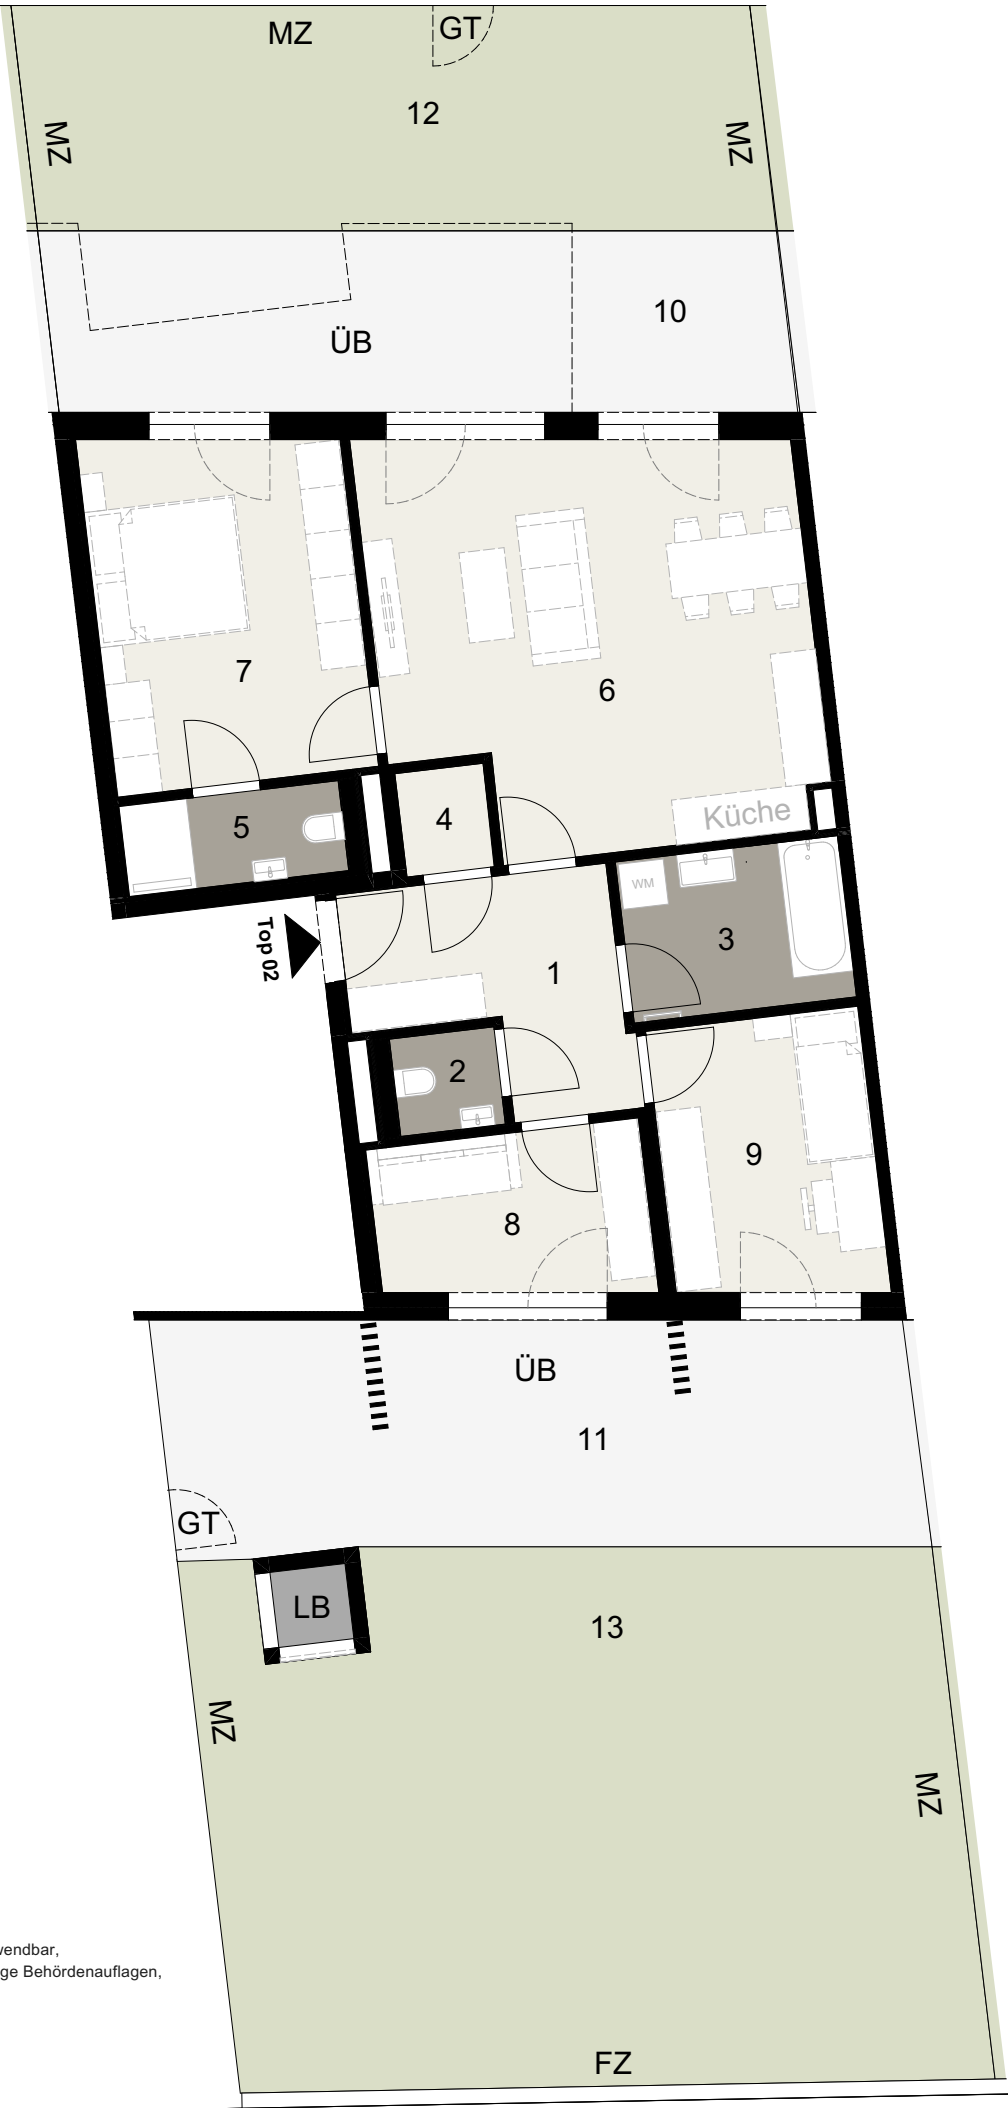 MZ
GT
12
MZ
MZ
10
ÜB
7
6
Küche
5
4
WM
3
Top 02
1
2
9
8
ÜB
11
GT
LB
13
MZ
MZ
wendbar,
ge Behördenauflagen,
FZ